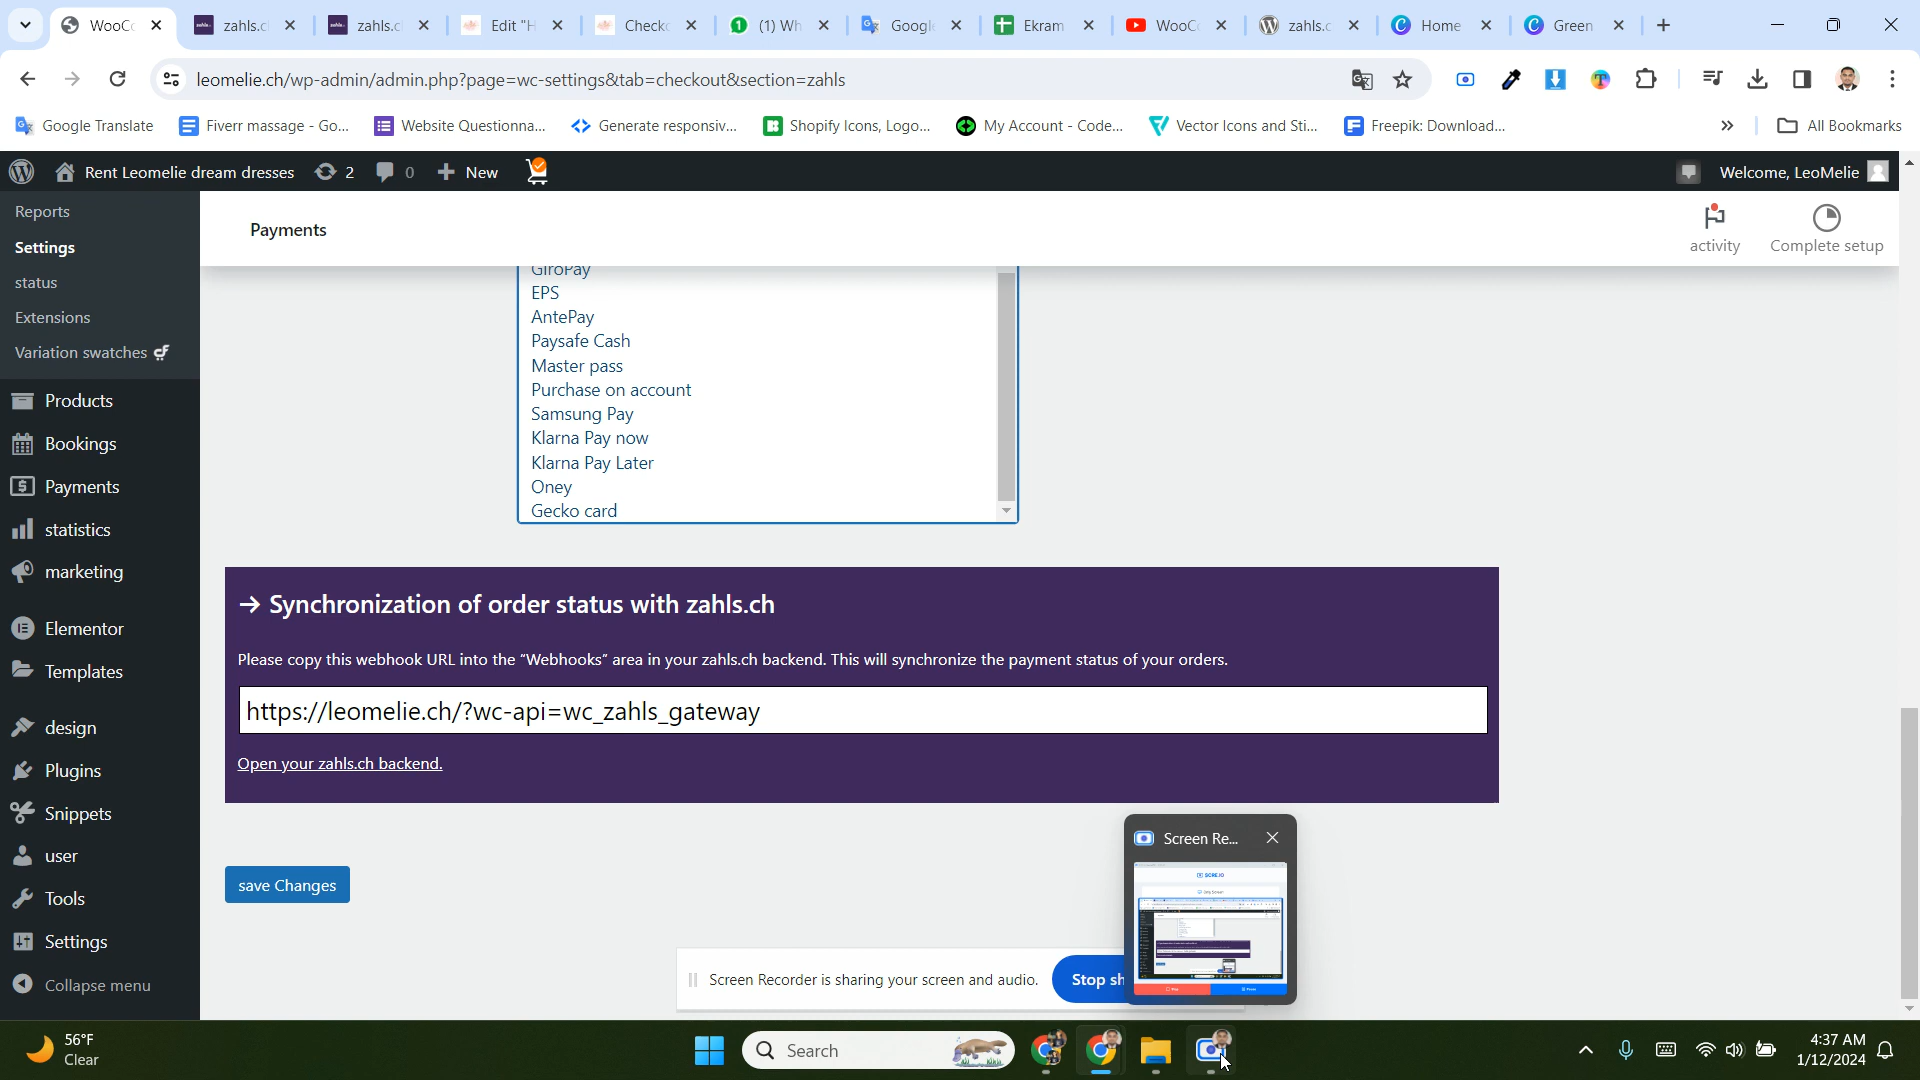 WooC
zahls.c
zahls.c
Edit "H
Checko
(1) Wh
Google
Ekram
WooCo
zahls.c
Home
Green
leomelie.ch/wp-admin/admin.php?page=wc-settings&tab=checkout&section=zahls
Google Translate
Fiverr massage - Go...
Website Questionna...
Generate responsiv...
Shopify Icons, Logo...
My Account - Code...
Vector Icons and Sti...
Freepik: Download...
All Bookmarks
Rent Leomelie dream dresses
2
0
New
Welcome, LeoMelie
Reports
Settings
status
Extensions
Variation swatches
Products
Bookings
Payments
statistics
marketing
Elementor
Templates
design
Plugins
Snippets
user
Tools
Settings
Collapse menu
Payments
activity
Complete setup
GiroPay
EPS
AntePay
Paysafe Cash
Master pass
Purchase on account
Samsung Pay
Klarna Pay now
Klarna Pay Later
Oney
Gecko card
→ Synchronization of order status with zahls.ch
Please copy this webhook URL into the "Webhooks" area in your zahls.ch backend. This will synchronize the payment status of your orders.
https://leomelie.ch/?wc-api=wc_zahls_gateway
Open your zahls.ch backend.
save Changes
Screen Re...
SCRE.IO
Screen Recorder is sharing your screen and audio.
Stop sh
56°F
Clear
Search
4:37 AM
1/12/2024